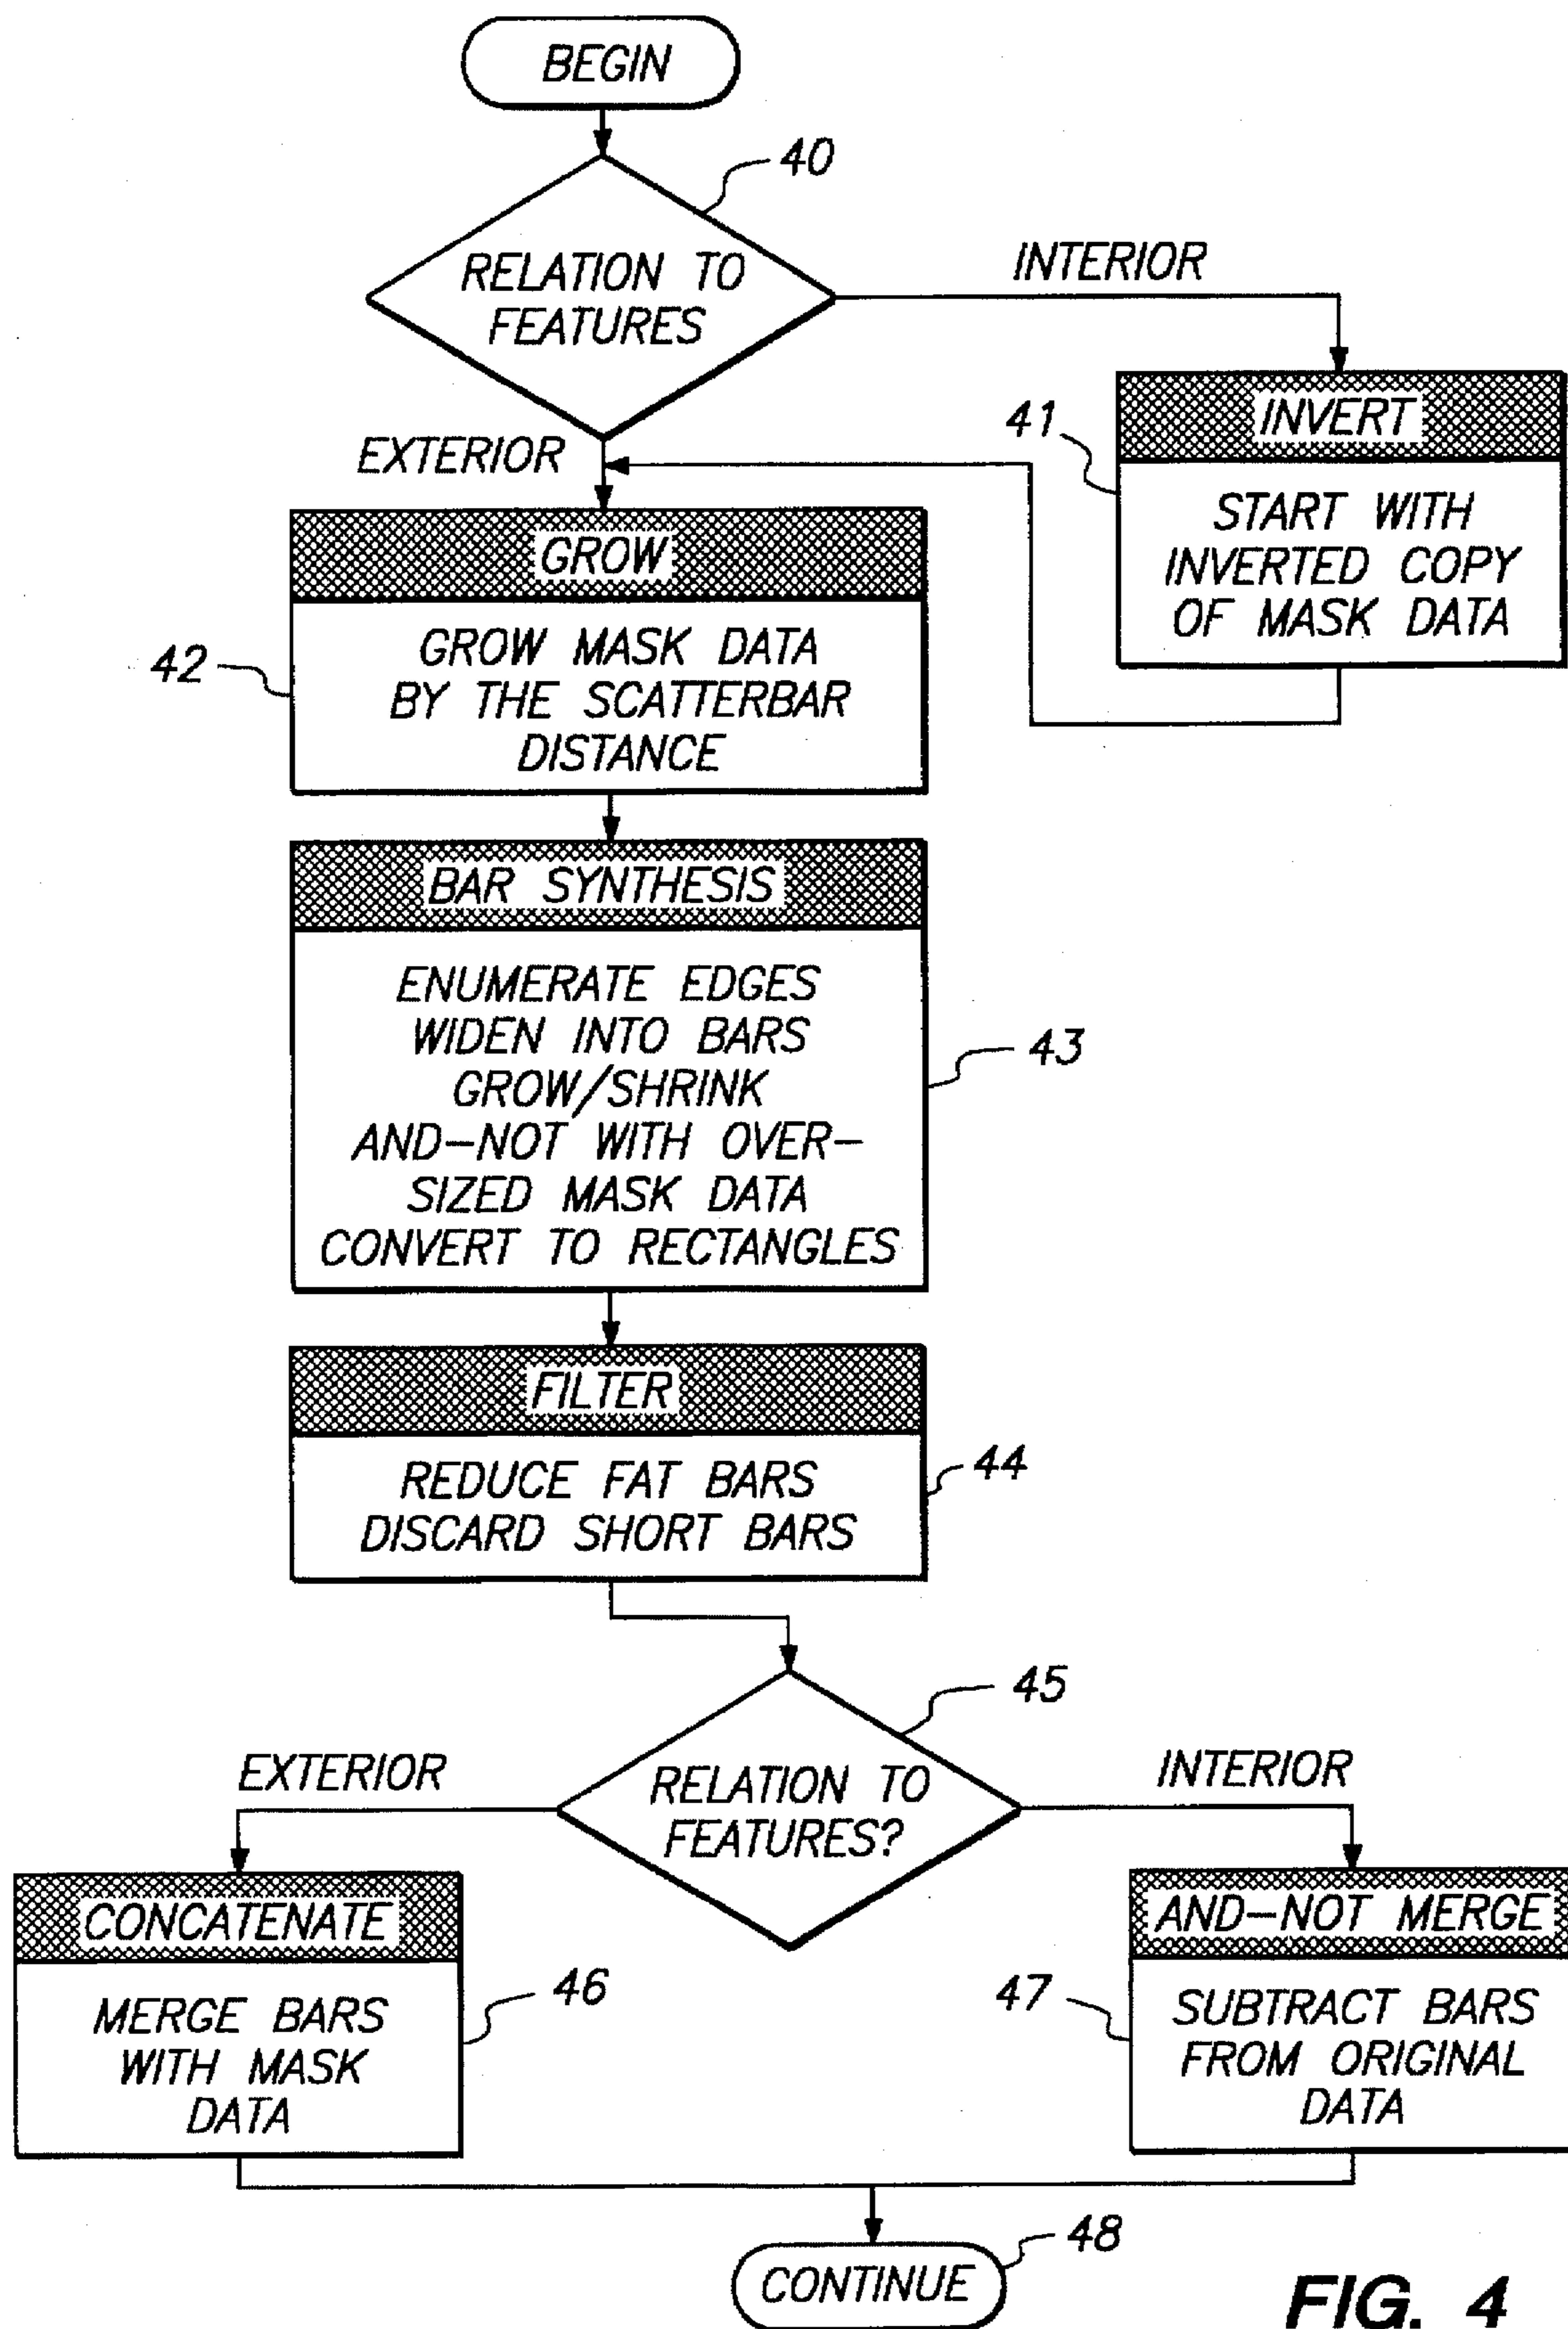 BEGIN
40
RELATION TO
FEATURES
INTERIOR
EXTERIOR
41
INVERT
START WITH
INVERTED COPY
OF MASK DATA
42
GROW
GROW MASK DATA
BY THE SCATTERBAR
DISTANCE
BAR SYNTHESIS
ENUMERATE EDGES
WIDEN INTO BARS
GROW/SHRINK
AND-NOT WITH OVER-
SIZED MASK DATA
CONVERT TO RECTANGLES
43
FILTER
REDUCE FAT BARS
DISCARD SHORT BARS
44
45
RELATION TO
FEATURES?
EXTERIOR
INTERIOR
CONCATENATE
MERGE BARS
WITH MASK
DATA
46
AND-NOT MERGE
47
SUBTRACT BARS
FROM ORIGINAL
DATA
48
CONTINUE
FIG. 4